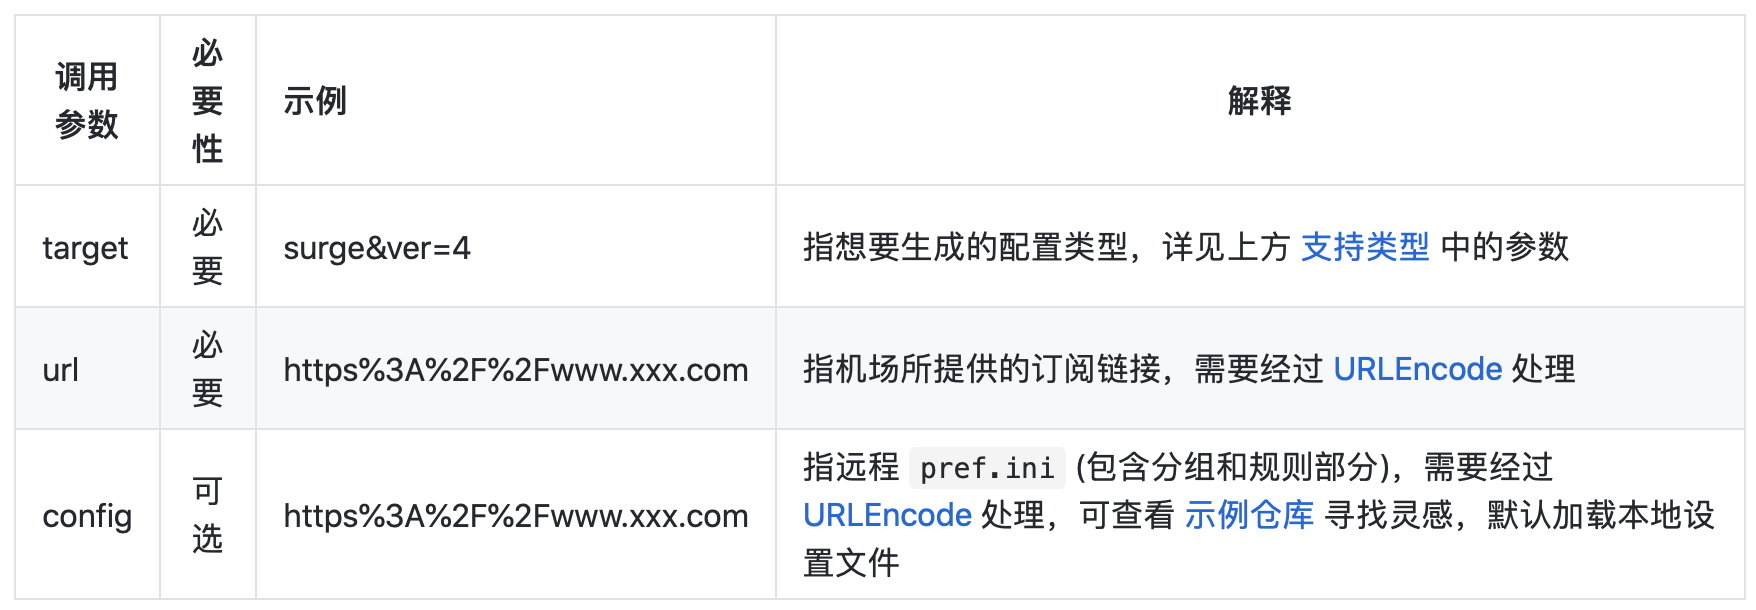 调用
参数
必
要
性
示例
解释
target
必
要
surge&ver=4
指想要生成的配置类型，详见上方 支持类型 中的参数
url
必
要
https%3A%2F%2Fwww.xxx.com
指机场所提供的订阅链接，需要经过 URLEncode 处理
config
可
选
https%3A%2F%2Fwww.xxx.com
指远程 pref.ini (包含分组和规则部分)，需要经过
URLEncode 处理，可查看 示例仓库 寻找灵感，默认加载本地设
置文件